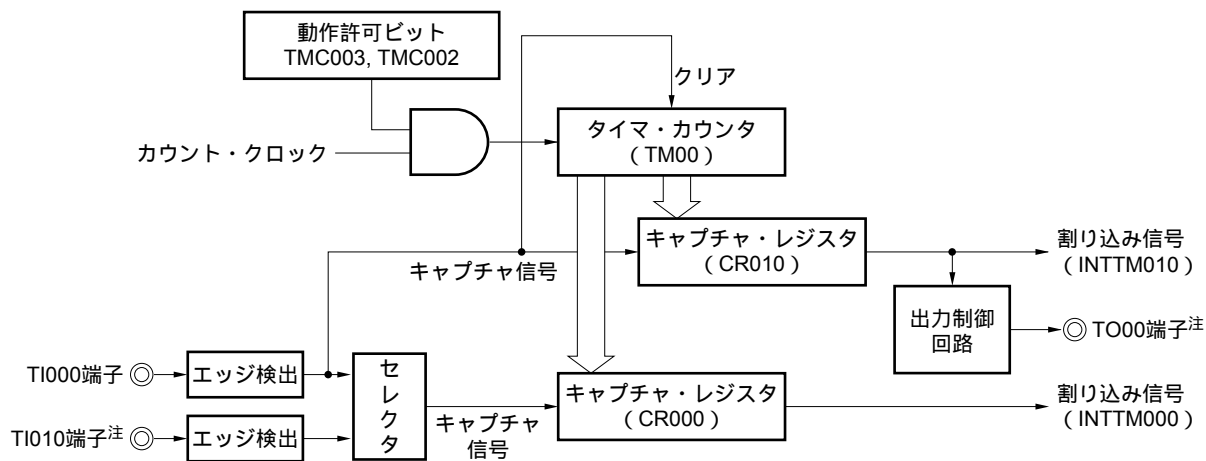 動作許可ビット
TMC003, TMC002
クリア
カウント・クロック
タイマ・カウンタ
(TM00)
キャプチャ・レジスタ
(CR010)
割り込み信号
(INTTM010)
キャプチャ信号
出力制御
回路
TO00端子注
TI000端子
エッジ検出
セレクタ
キャプチャ・レジスタ
(CR000)
割り込み信号
(INTTM000)
キャプチャ
信号
TI010端子注
エッジ検出